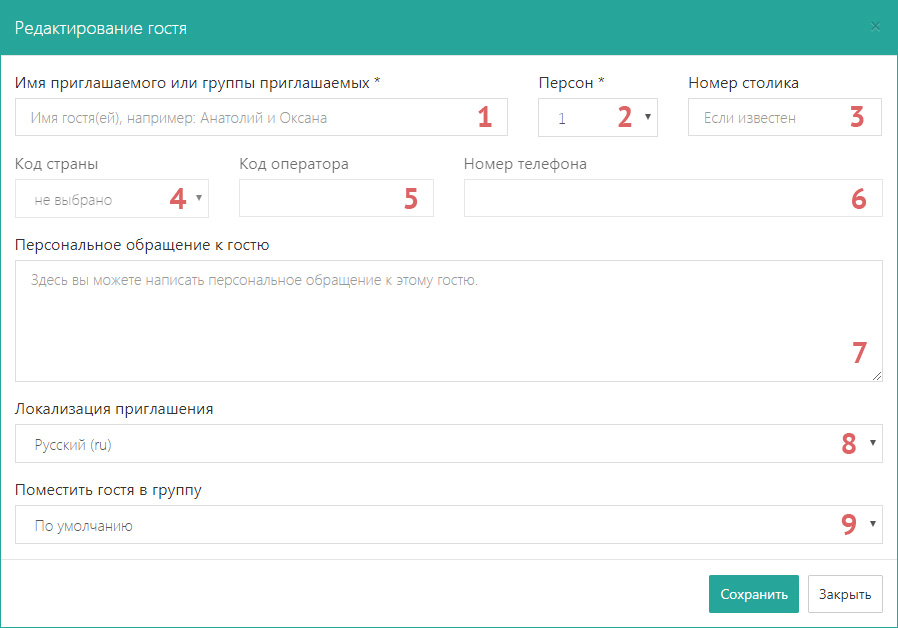 Редактирование гостя ×
Имя приглашаемого или группы приглашаемых * Персон * Номер столика
Имя гостя(ей), например: Анатолий и Оксана 1 1 2 Если известен 3
Код страны Код оператора Номер телефона
не выбрано 4 5 6
Персональное обращение к гостю
Здесь вы можете написать персональное обращение к этому гостю.
7
Локализация приглашения
Русский (ru) 8
Поместить гостя в группу
По умолчанию 9
Сохранить Закрыть